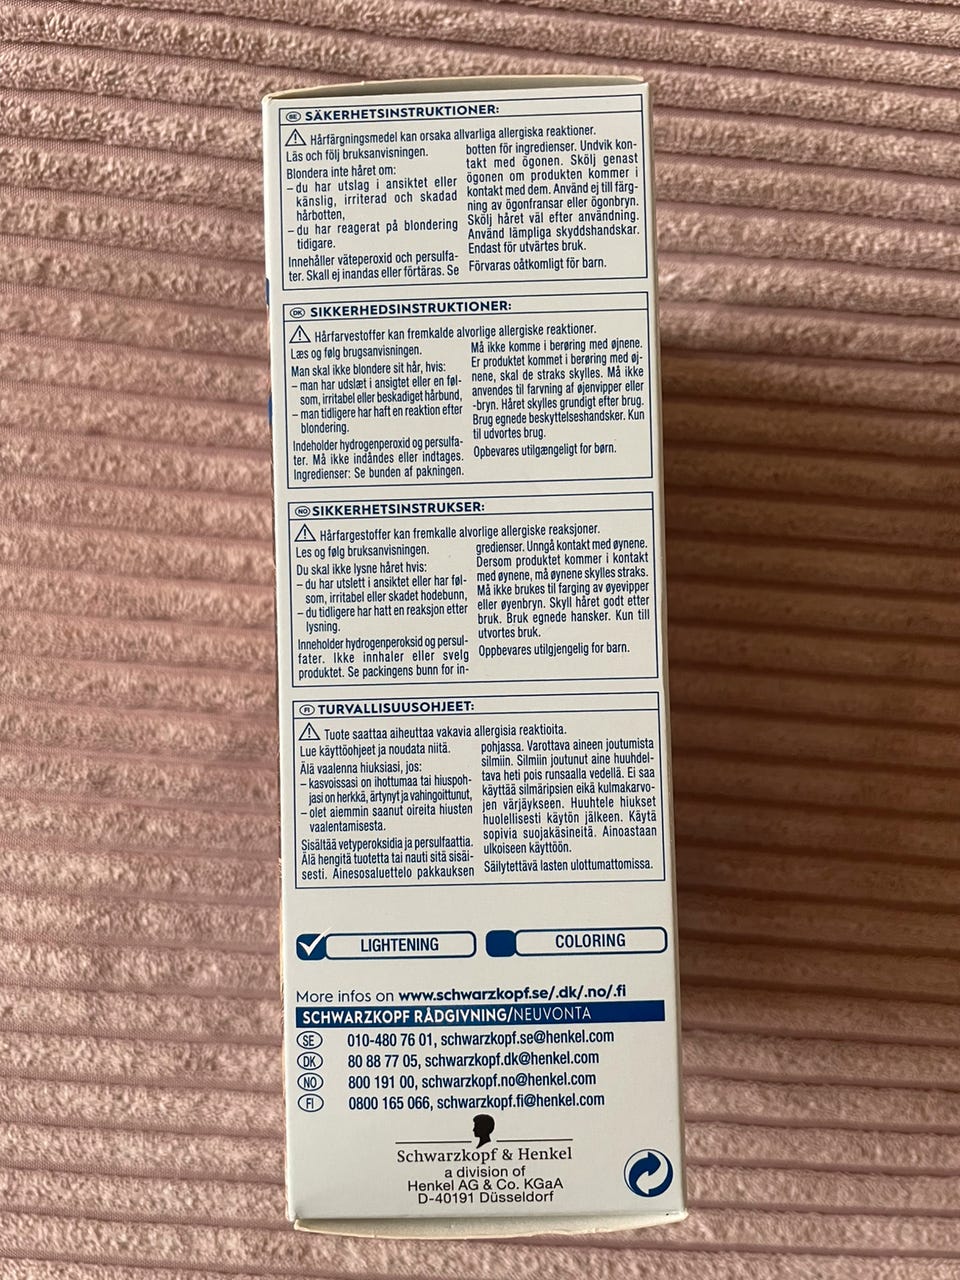 SE SÄKERHETSINSTRUKTIONER:
Hårfärgningsmedel kan orsaka allvarliga allergiska reaktioner.
Läs och följ bruksanvisningen.
Blondera inte håret om:
– du har utslag i ansiktet eller
känslig, irriterad och skadad
hårbotten,
– du har reagerat på blondering
tidigare.
Innehåller väteperoxid och persulfa-
ter. Skall ej inandas eller förtäras. Se
botten för ingredienser. Undvik kon-
takt med ögonen. Skölj genast
ögonen om produkten kommer i
kontakt med dem. Använd ej till färg-
ning av ögonfransar eller ögonbryn.
Skölj håret väl efter användning.
Använd lämpliga skyddshandskar.
Endast för utvärtes bruk.
Förvaras oåtkomligt för barn.
DK SIKKERHEDSINSTRUKTIONER:
Hårfarvestoffer kan fremkalde alvorlige allergiske reaktioner.
Læs og følg brugsanvisningen.
Man skal ikke blondere sit hår, hvis:
– man har udslæt i ansigtet eller en føl-
som, irritabel eller beskadiget hårbund,
– man tidligere har haft en reaktion efter
blondering.
Indeholder hydrogenperoxid og persulfa-
ter. Må ikke indåndes eller indtages.
Ingredienser: Se bunden af pakningen.
Må ikke komme i berøring med øjnene.
Er produktet kommet i berøring med øj-
nene, skal de straks skylles. Må ikke
anvendes til farvning af øjenvipper eller
-bryn. Håret skylles grundigt efter brug.
Brug egnede beskyttelseshandsker. Kun
til udvortes brug.
Opbevares utilgængeligt for børn.
NO SIKKERHETSINSTRUKSER:
Hårfargestoffer kan fremkalle alvorlige allergiske reaksjoner.
Les og følg bruksanvisningen.
Du skal ikke lysne håret hvis:
– du har utslett i ansiktet eller har føl-
som, irritabel eller skadet hodebunn,
– du tidligere har hatt en reaksjon etter
lysning.
Inneholder hydrogenperoksid og persul-
fater. Ikke innhaler eller svelg
produktet. Se packingens bunn for in-
gredienser. Unngå kontakt med øynene.
Dersom produktet kommer i kontakt
med øynene, må øynene skylles straks.
Må ikke brukes til farging av øyevipper
eller øyenbryn. Skyll håret godt etter
bruk. Bruk egnede hansker. Kun till
utvortes bruk.
Oppbevares utilgjengelig for barn.
FI TURVALLISUUSOHJEET:
Tuote saattaa aiheuttaa vakavia allergisia reaktioita.
Lue käyttöohjeet ja noudata niitä.
Älä vaalenna hiuksiasi, jos:
– kasvoissasi on ihottumaa tai hiuspoh-
jasi on herkkä, ärtynyt ja vahingoittunut,
– olet aiemmin saanut oireita hiusten
vaalentamisesta.
Sisältää vetyperoksidia ja persulfaattia.
Älä hengitä tuotetta tai nauti sitä sisäi-
sesti. Ainesosaluettelo pakkauksen
pohjassa. Varottava aineen joutumista
silmiin. Silmiin joutunut aine huuhdel-
tava heti pois runsaalla vedellä. Ei saa
käyttää silmäripsien eikä kulmakarvo-
jen värjäykseen. Huuhtele hiukset
huolellisesti käytön jälkeen. Käytä
sopivia suojakäsineitä. Ainoastaan
ulkoiseen käyttöön.
Säilytettävä lasten ulottumattomissa.
LIGHTENING
COLORING
More infos on www.schwarzkopf.se/.dk/.no/.fi
SCHWARZKOPF RÅDGIVNING/NEUVONTA
SE 010-480 76 01, schwarzkopf.se@henkel.com
DK 80 88 77 05, schwarzkopf.dk@henkel.com
NO 800 191 00, schwarzkopf.no@henkel.com
FI 0800 165 066, schwarzkopf.fi@henkel.com
Schwarzkopf & Henkel
a division of
Henkel AG & Co. KGaA
D-40191 Düsseldorf